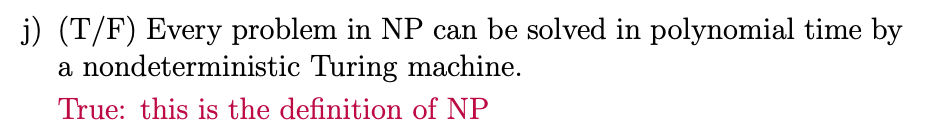 j) (T/F) Every problem in NP can be solved in polynomial time by
a nondeterministic Turing machine.
True: this is the definition of NP